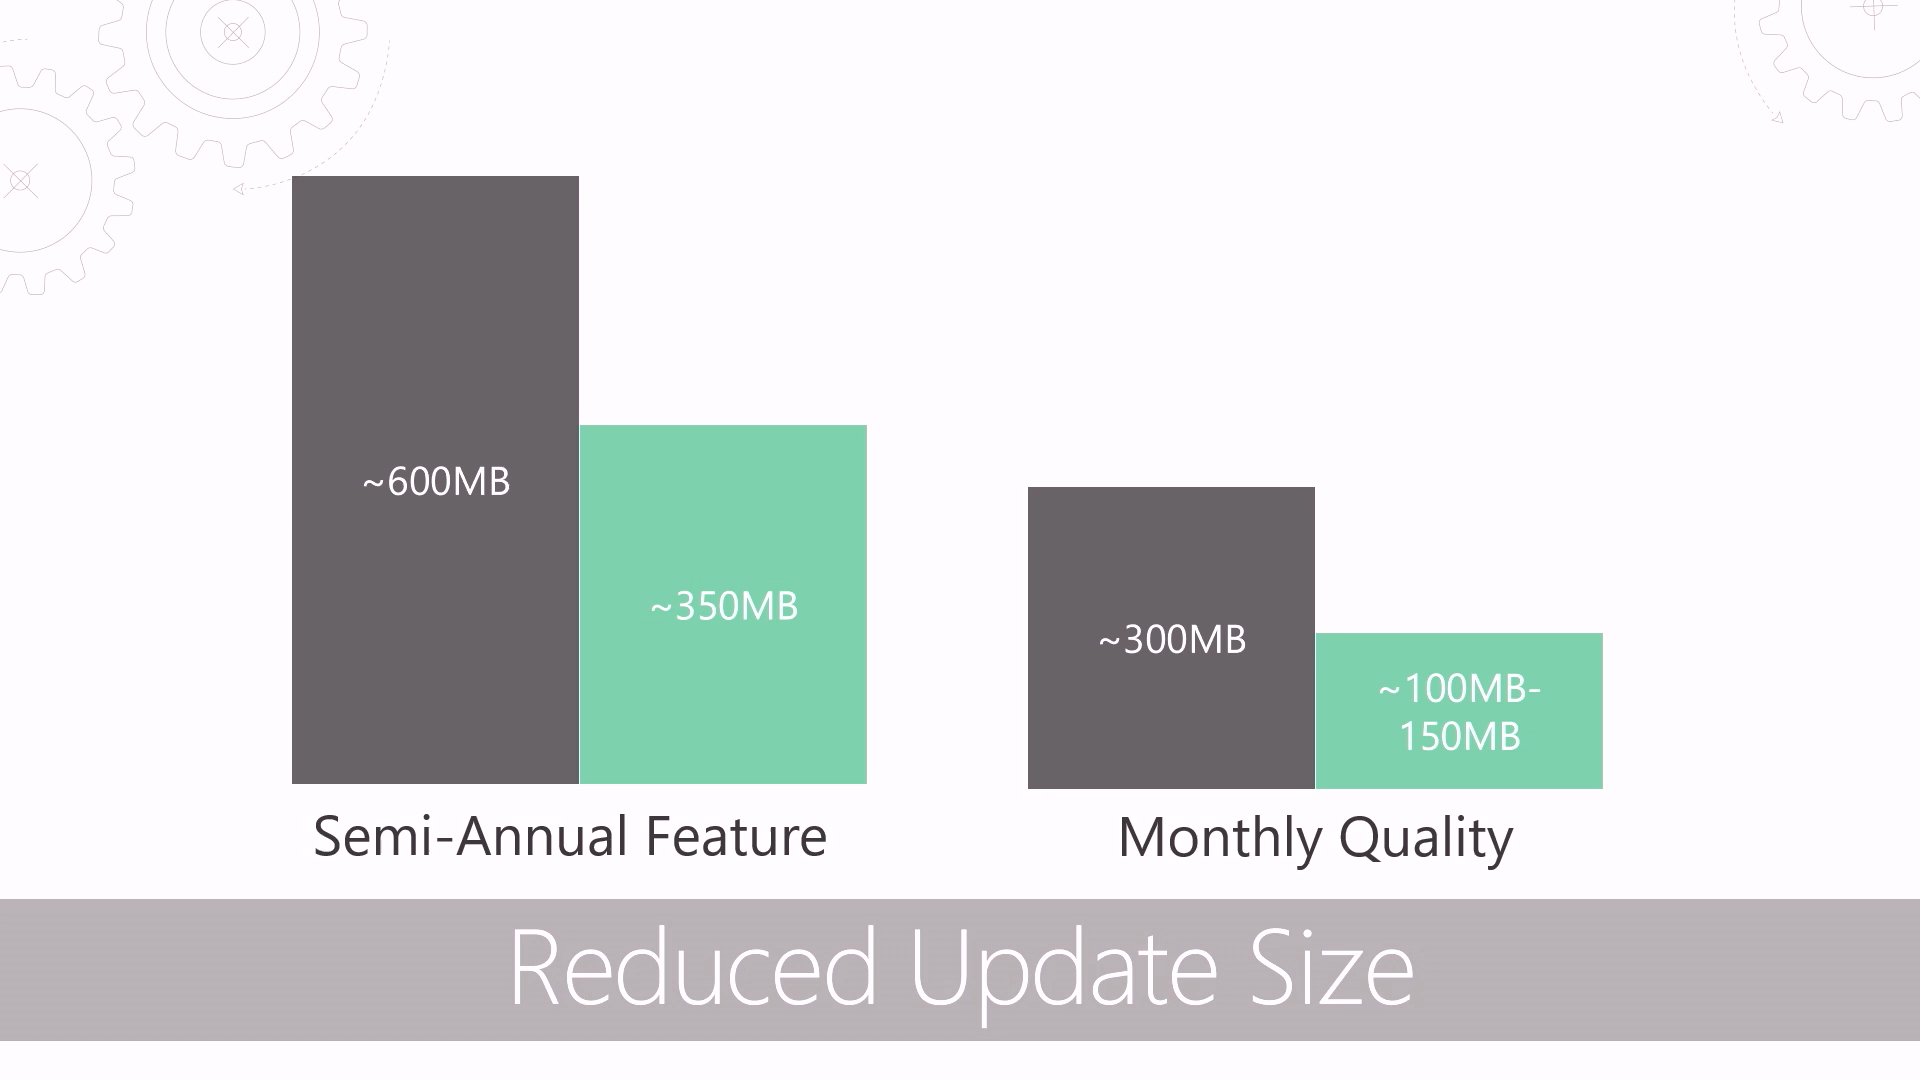 ~600MB
~350MB
~300MB
~100MB-
150MB
Semi-Annual Feature
Monthly Quality
Reduced Update Size